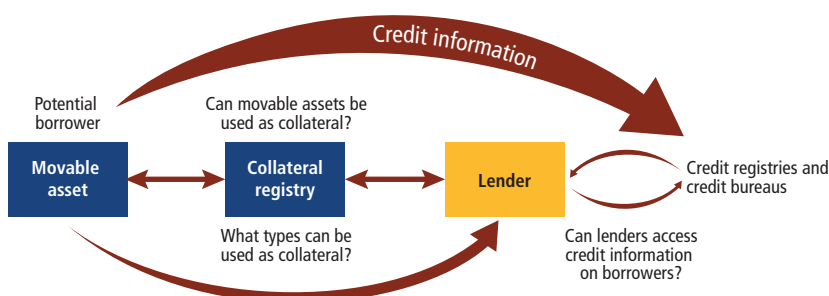 Credit information
Potential
borrower
Can movable assets be
used as collateral?
Movable
asset
Collateral
registry
Lender
Credit registries and
credit bureaus
What types can be
used as collateral?
Can lenders access
credit information
on borrowers?